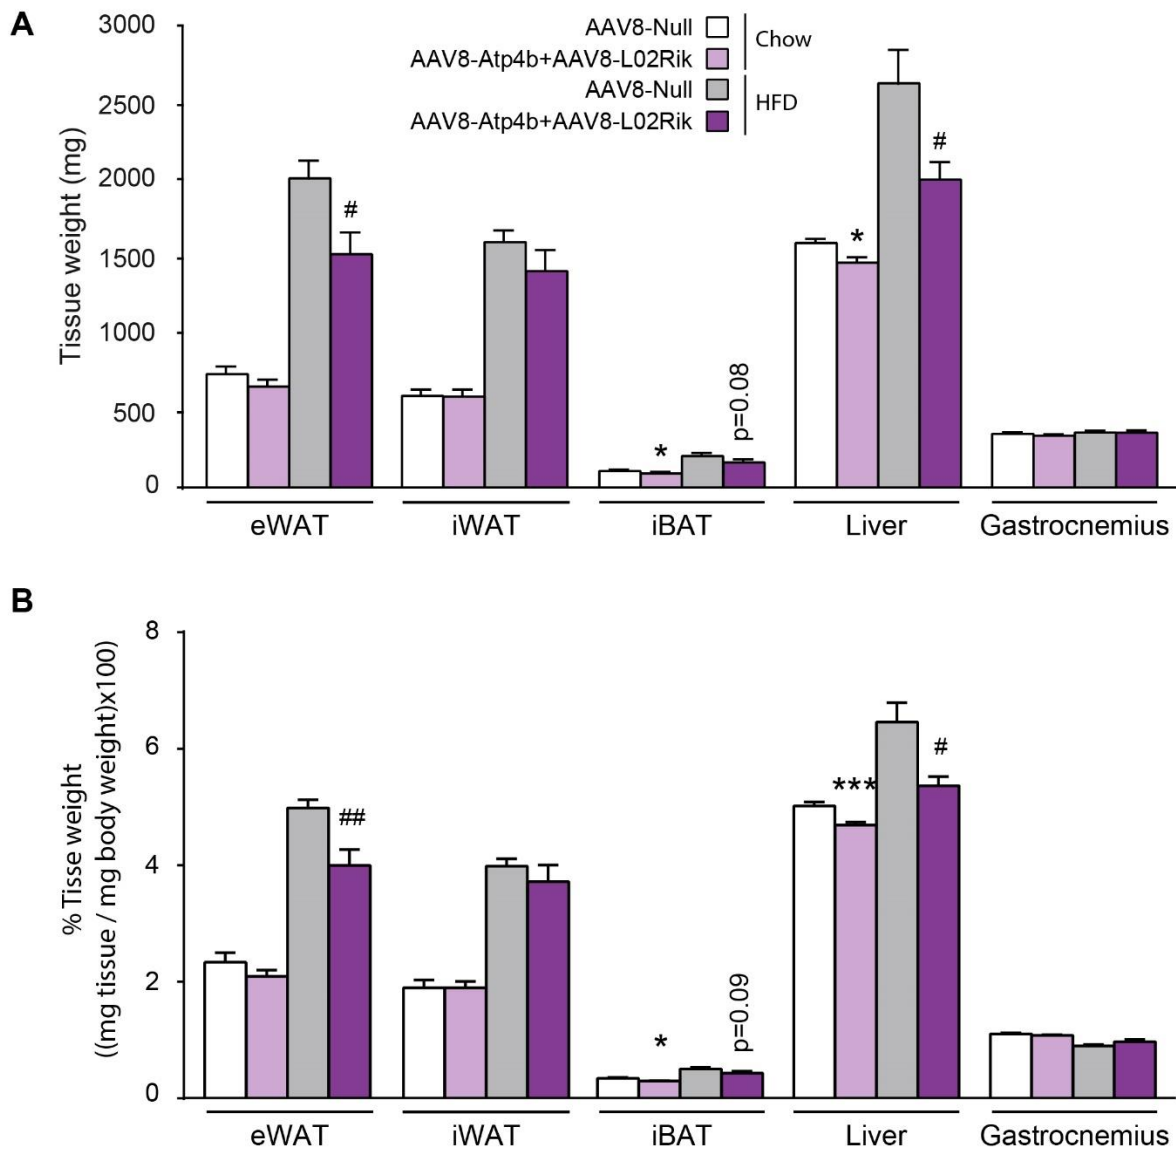 A
3000
2500
2000
1500
1000
500
0
Tissue weight (mg)
AAV8-Null
AAV8-Atp4b+AAV8-L02Rik
Chow
AAV8-Null
AAV8-Atp4b+AAV8-L02Rik
HFD
#
*
p=0.08
*
#
eWAT iWAT iBAT Liver Gastrocnemius
B
8
6
4
2
0
% Tisse weight
((mg tissue / mg body weight)x100)
##
*
p=0.09
***
#
eWAT iWAT iBAT Liver Gastrocnemius